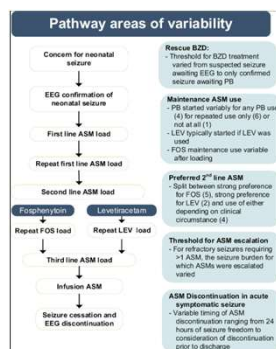 Pathway areas of variability
Concern for neonatal
seizure
EEG confirmation of
neonatal seizure
First line ASM load
Repeat first line ASM load
Second line ASM load
Fosphenytoin
Levetiracetam
Repeat FOS load
Repeat LEV load
Third line ASM load
Infusion ASM
Seizure cessation and
EEG discontinuation
Rescue BZD:
- Threshold for BZD treatment
varied from suspected seizure
awaiting EEG to only confirmed
seizure awaiting PB
Maintenance ASM use
- PB started variably for any PB use
(4) for repeated use only (6) or
not at all (1)
- LEV typically started if LEV was
used
- FOS maintenance use variable
after loading
Preferred 2nd line ASM
- Split between strong preference
for FOS (5), strong preference
for LEV (2) and use of either
depending on clinical
circumstance (4)
Threshold for ASM escalation
- For refractory seizures requiring
>1 ASM, the seizure burden for
which ASMs were escalated
varied
ASM Discontinuation in acute
symptomatic seizure
- Variable timing of ASM
discontinuation ranging from 24
hours of seizure freedom to
consideration of discontinuation
prior to discharge